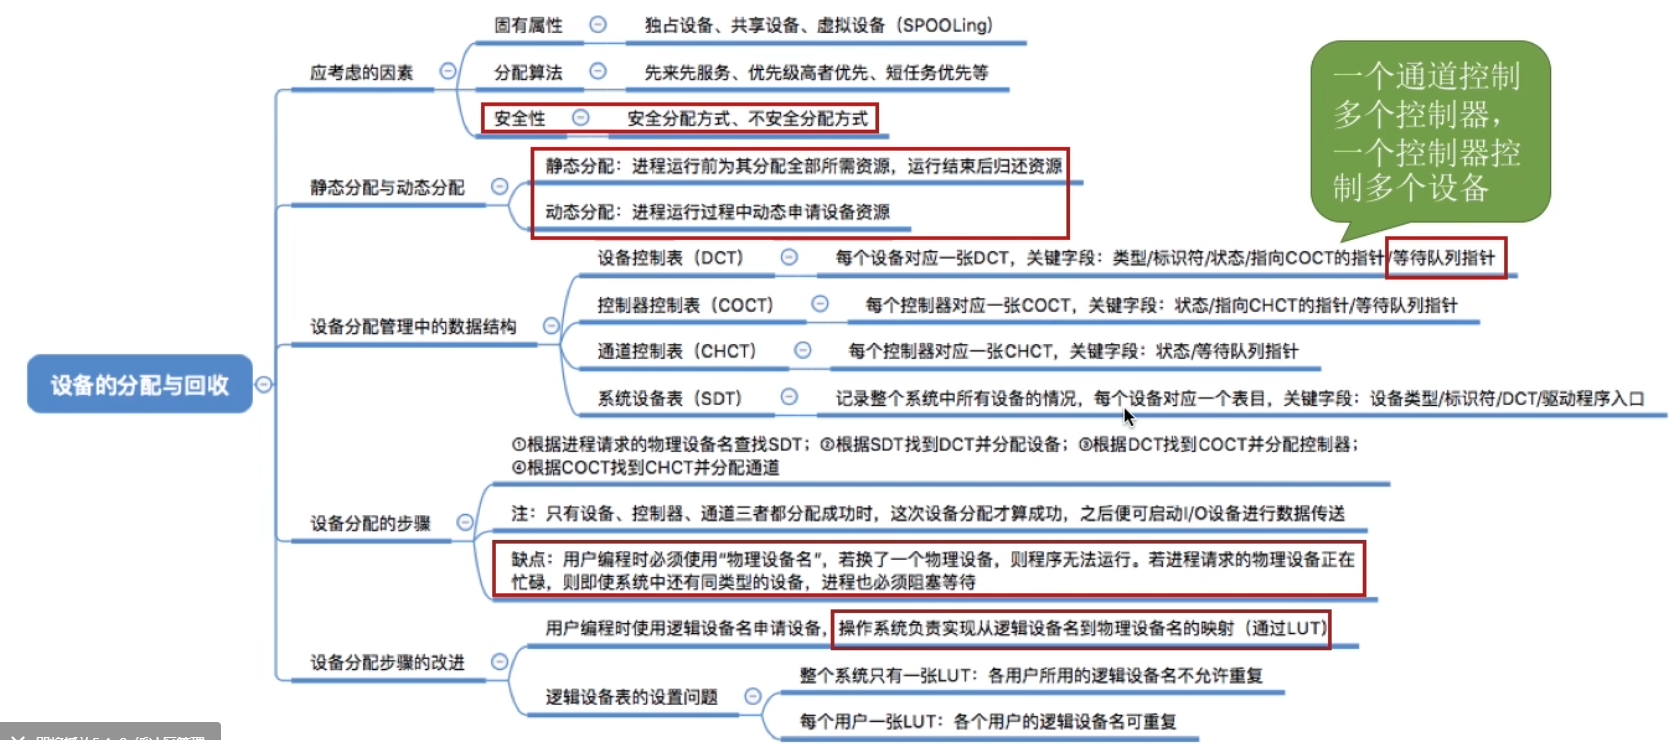 固有属性
独占设备、共享设备、虚拟设备（SPOOLing）
应考虑的因素
分配算法
先来先服务、优先级高者优先、短任务优先等
安全性
安全分配方式、不安全分配方式
一个通道控制
多个控制器，
一个控制器控
制多个设备
静态分配与动态分配
静态分配：进程运行前为其分配全部所需资源，运行结束后归还资源
动态分配：进程运行过程中动态申请设备资源
设备分配管理中的数据结构
设备控制表（DCT）
每个设备对应一张DCT，关键字段：类型/标识符/状态/指向COCT的指针/等待队列指针
控制器控制表（COCT）
每个控制器对应一张COCT，关键字段：状态/指向CHCT的指针/等待队列指针
通道控制表（CHCT）
每个控制器对应一张CHCT，关键字段：状态/等待队列指针
系统设备表（SDT）
记录整个系统中所有设备的情况，每个设备对应一个表目，关键字段：设备类型/标识符/DCT/驱动程序入口
设备的分配与回收
设备分配的步骤
①根据进程请求的物理设备名查找SDT；②根据SDT找到DCT并分配设备；③根据DCT找到COCT并分配控制器；
④根据COCT找到CHCT并分配通道
注：只有设备、控制器、通道三者都分配成功时，这次设备分配才算成功，之后便可启动I/O设备进行数据传送
缺点：用户编程时必须使用“物理设备名”，若换了一个物理设备，则程序无法运行。若进程请求的物理设备正在
忙碌，则即使系统中还有同类型的设备，进程也必须阻塞等待
设备分配步骤的改进
用户编程时使用逻辑设备名申请设备，操作系统负责实现从逻辑设备名到物理设备名的映射（通过LUT）
逻辑设备表的设置问题
整个系统只有一张LUT：各用户所用的逻辑设备名不允许重复
每个用户一张LUT：各个用户的逻辑设备名可重复